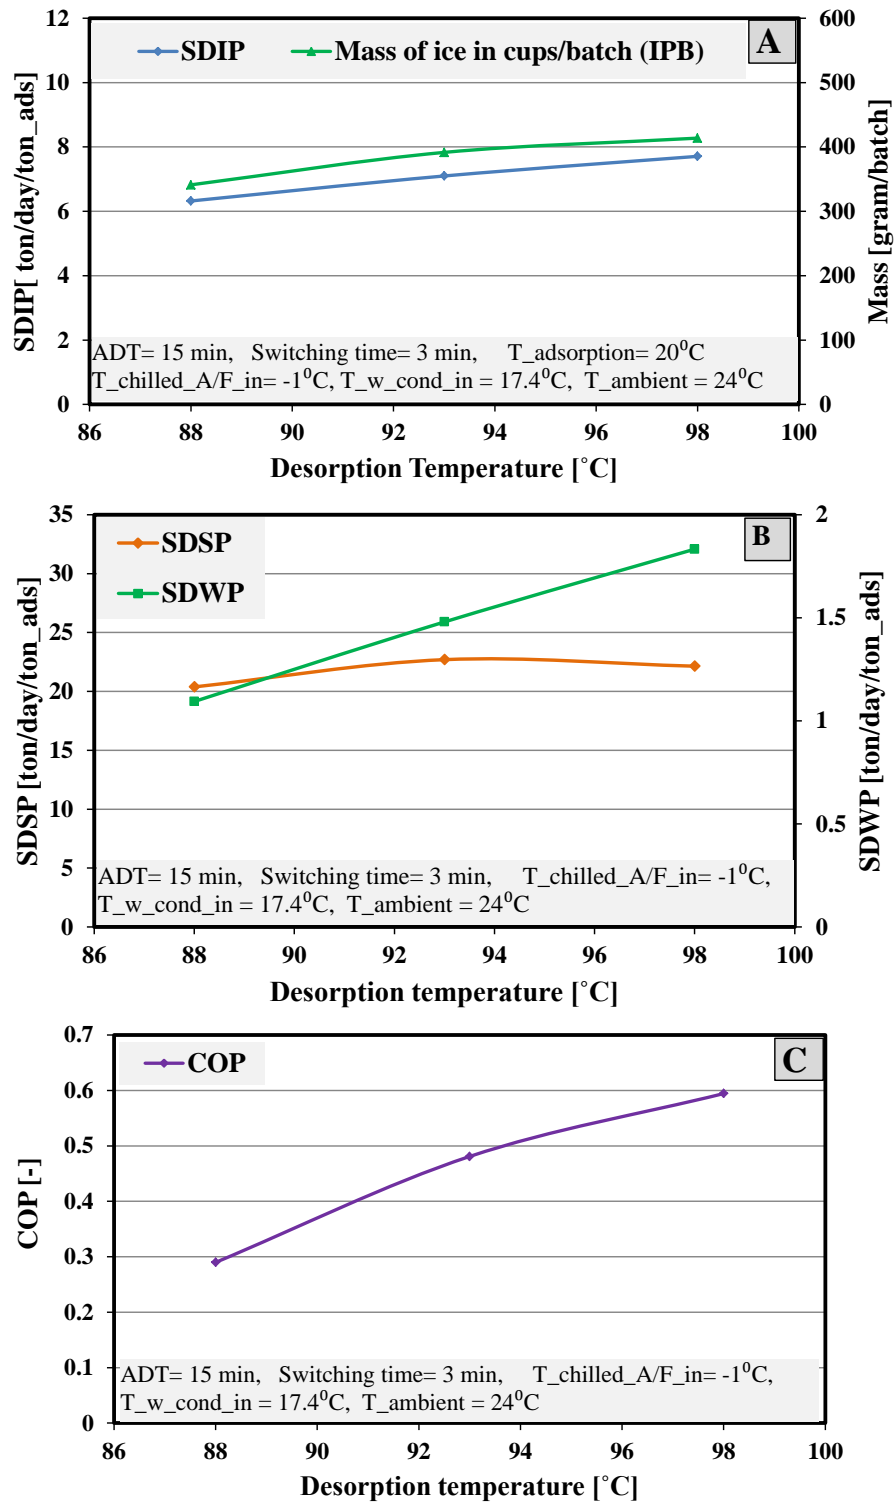 12
600
SDIP
Mass of ice in cups/batch (IPB)
A
10
500
8
400
6
300
4
200
2
100
0
0
SDIP[ ton/day/ton_ads]
Mass [gram/batch]
ADT= 15 min, Switching time= 3 min, T_adsorption= 20⁰C
T_chilled_A/F_in= -1⁰C, T_w_cond_in = 17.4⁰C, T_ambient = 24⁰C
86 88 90 92 94 96 98 100
Desorption Temperature [˚C]
35
2
SDSP
SDWP
B
30
25
1.5
20
1
15
10
0.5
5
0
0
SDSP [ton/day/ton_ads]
SDWP [ton/day/ton_ads]
ADT= 15 min, Switching time= 3 min, T_chilled_A/F_in= -1⁰C,
T_w_cond_in = 17.4⁰C, T_ambient = 24⁰C
86 88 90 92 94 96 98 100
Desorption temperature [˚C]
0.7
COP
C
0.6
0.5
0.4
0.3
0.2
0.1
0
COP [-]
ADT= 15 min, Switching time= 3 min, T_chilled_A/F_in= -1⁰C,
T_w_cond_in = 17.4⁰C, T_ambient = 24⁰C
86 88 90 92 94 96 98 100
Desorption temperature [˚C]